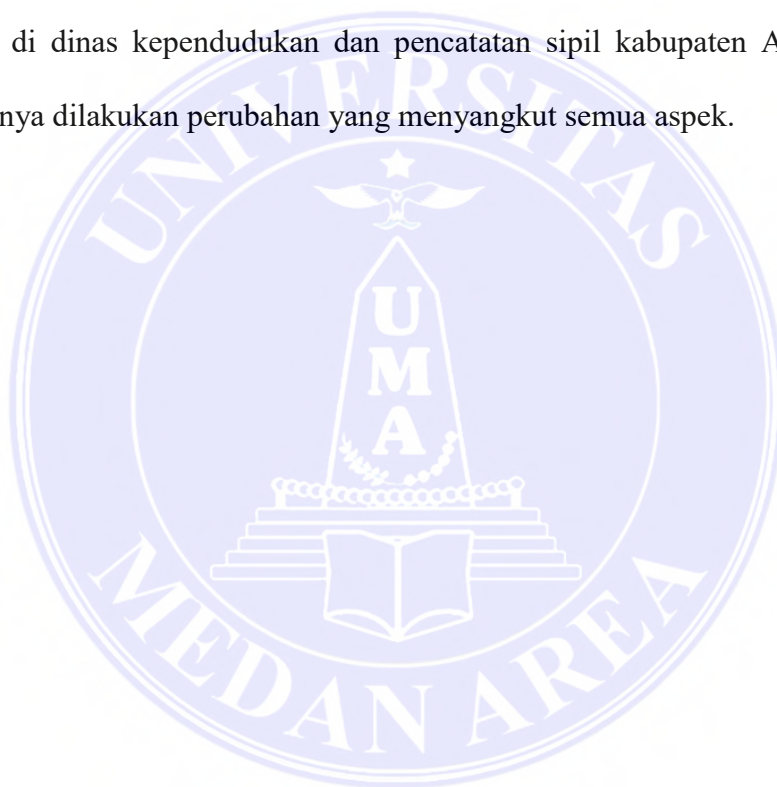 di dinas kependudukan dan pencatatan sipil kabupaten A
nya dilakukan perubahan yang menyangkut semua aspek.
UNIVERSITAS
UMA
MEDAN AREA